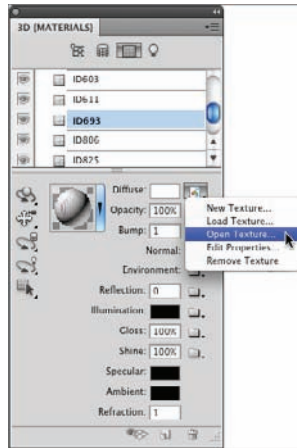 3D {MATERIALS}
ID603
ID611
ID693
ID806
ID825
Diffuse:
Opacity: 100%
Bump: 1
Normal:
Environment:
Reflection: 0
Illumination:
Gloss: 100%
Shine: 100%
Specular:
Ambient:
Refraction: 1
New Texture...
Load Texture...
Open Texture...
Edit Properties...
Remove Texture